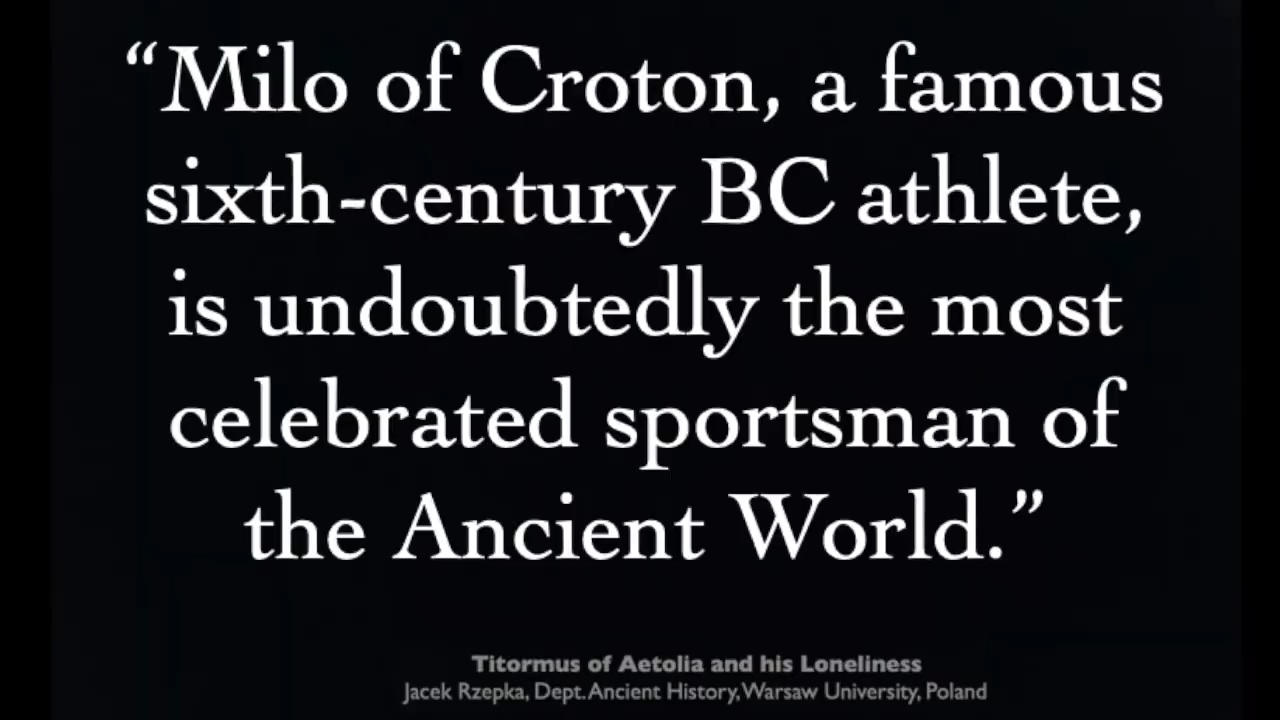 “Milo of Croton, a famous
sixth-century BC athlete,
is undoubtedly the most
celebrated sportsman of
the Ancient World.”
Titormus of Aetolia and his Loneliness
Jacek Rzepka, Dept. Ancient History, Warsaw University, Poland